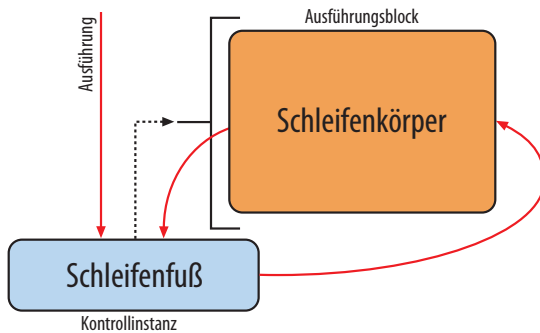 Ausführungsblock
Ausführung
Schleifenkörper
Schleifenfuß
Kontrollinstanz